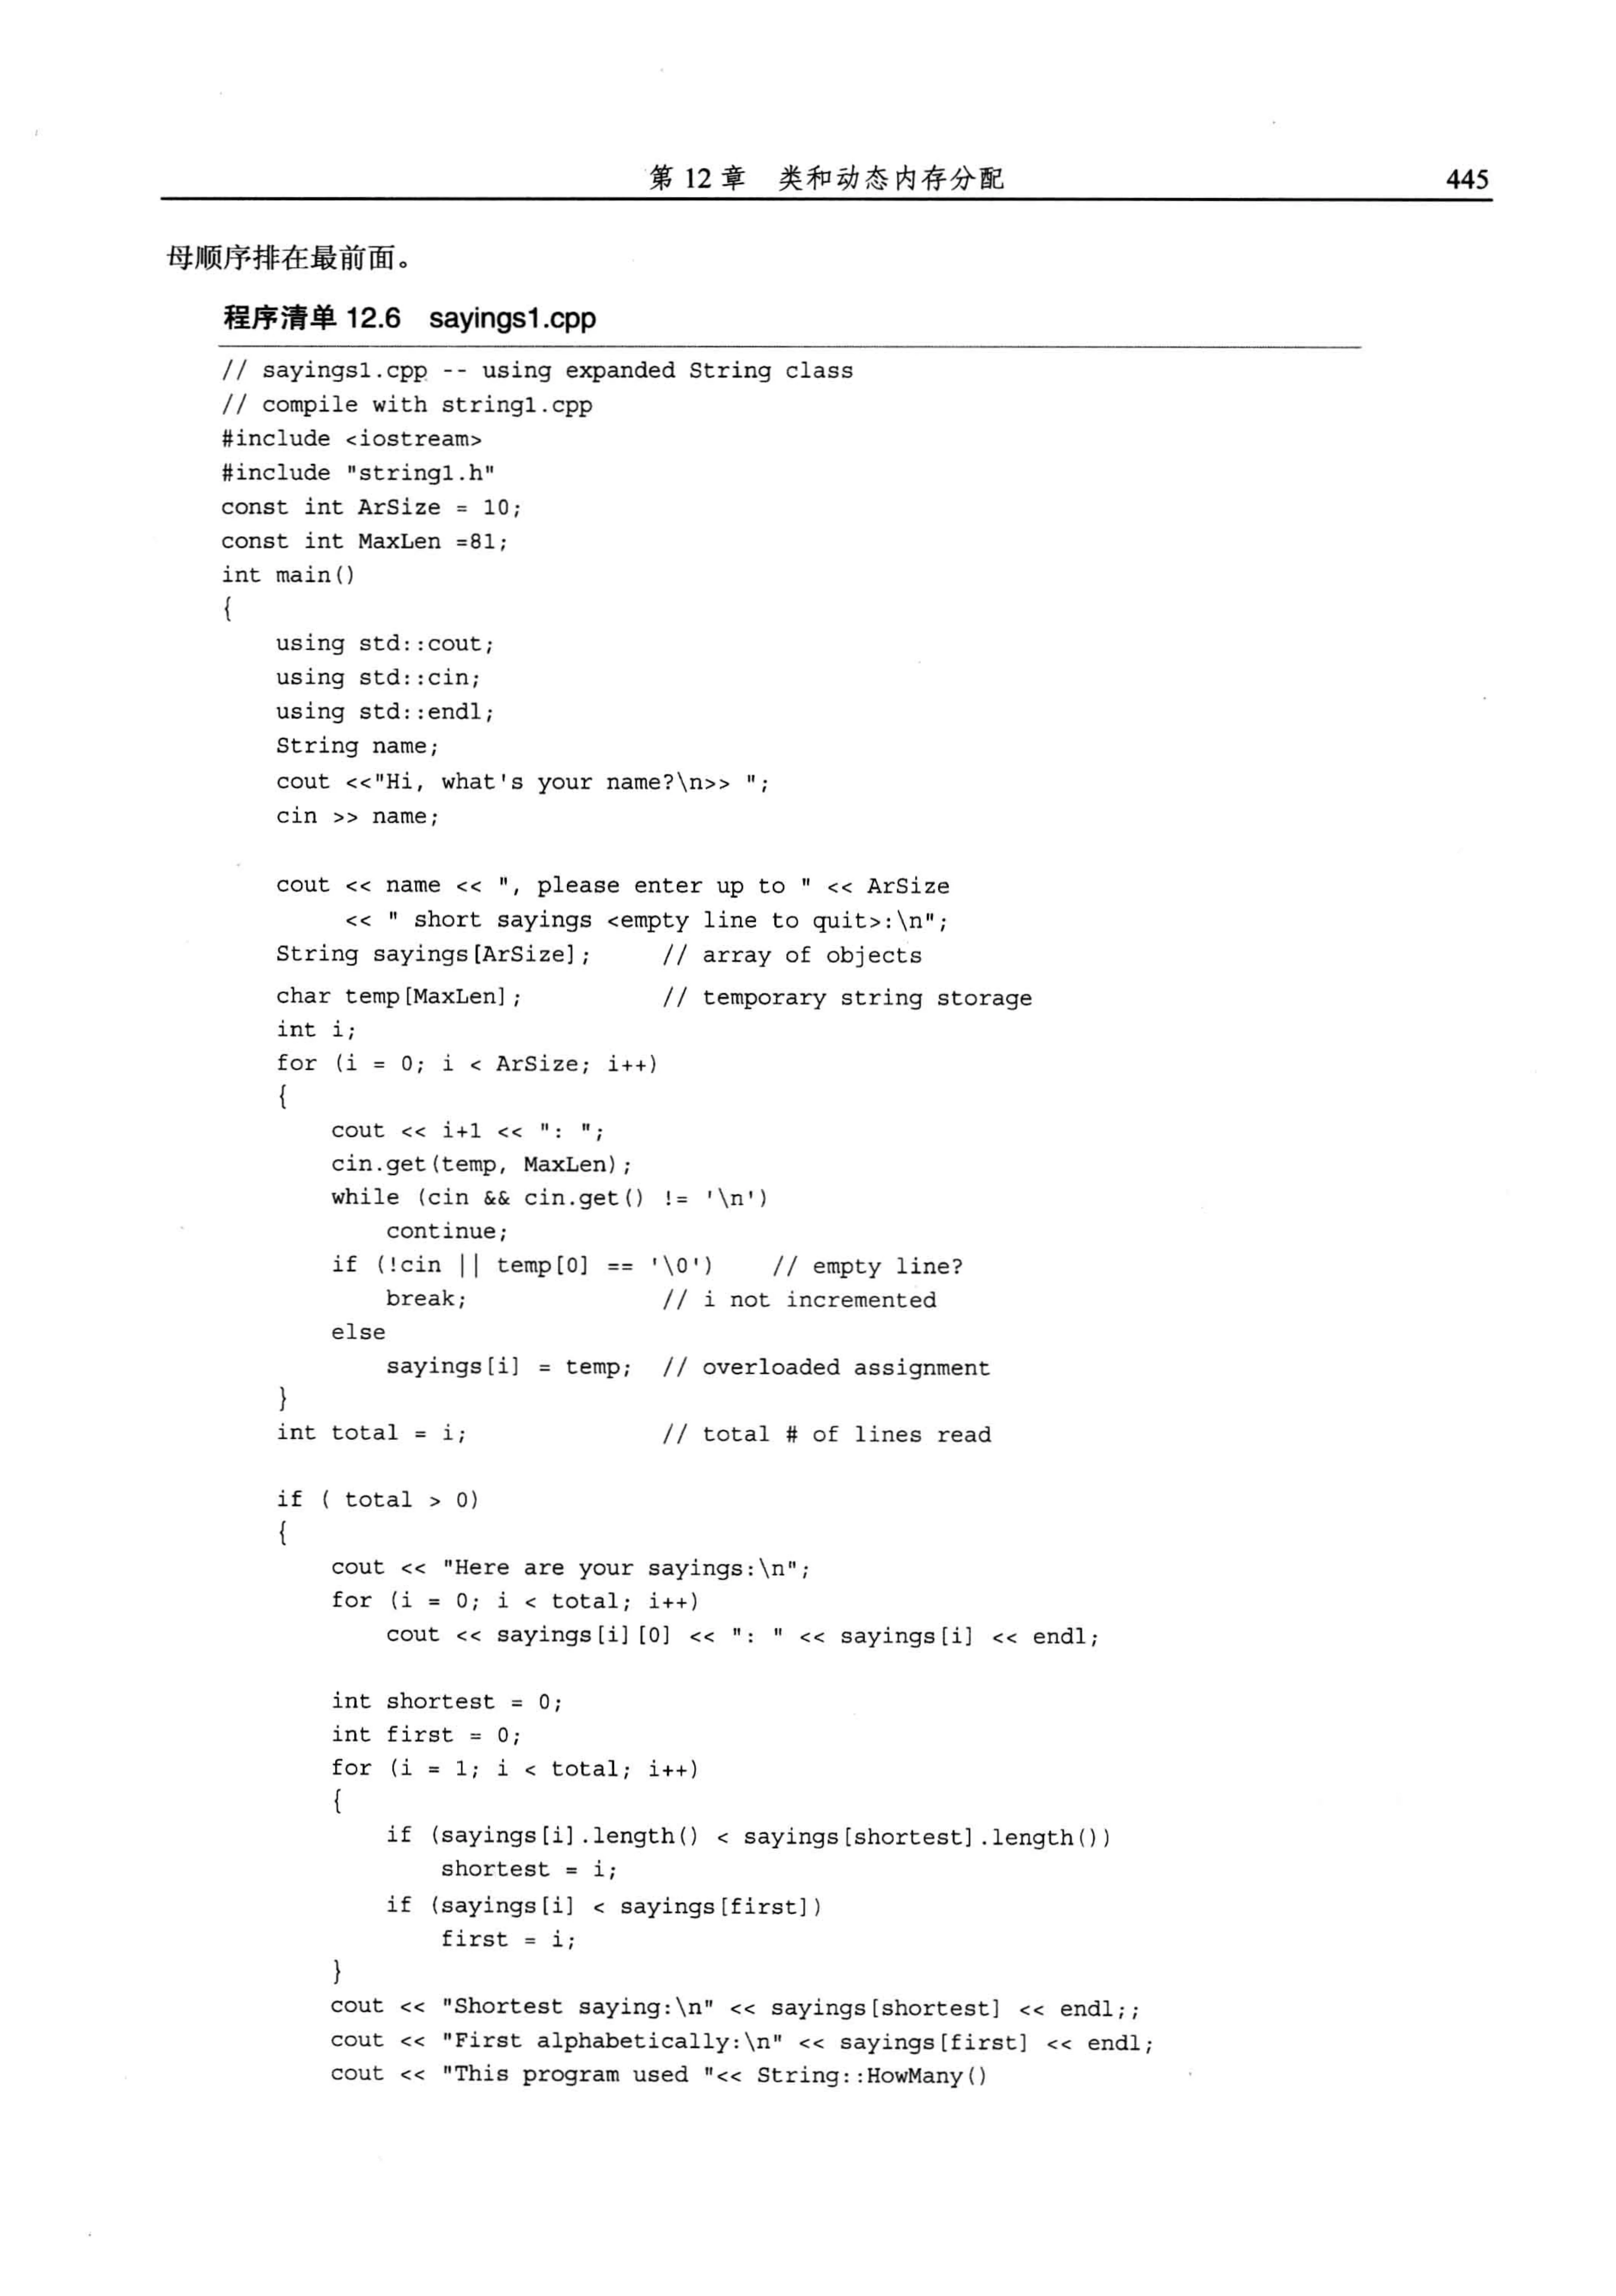 第 12 章 类和动态内存分配 445
母顺序排在最前面。
程序清单 12.6 sayings1.cpp
// sayings1.cpp -- using expanded String class
// compile with string1.cpp
#include <iostream>
#include "string1.h"
const int ArSize = 10;
const int MaxLen =81;
int main()
{
    using std::cout;
    using std::cin;
    using std::endl;
    String name;
    cout <<"Hi, what's your name?\n>> ";
    cin >> name;

    cout << name << ", please enter up to " << ArSize
         << " short sayings <empty line to quit>:\n";
    String sayings[ArSize];     // array of objects
    char temp[MaxLen];          // temporary string storage
    int i;
    for (i = 0; i < ArSize; i++)
    {
        cout << i+1 << ": ";
        cin.get(temp, MaxLen);
        while (cin && cin.get() != '\n')
            continue;
        if (!cin || temp[0] == '\0')    // empty line?
            break;              // i not incremented
        else
            sayings[i] = temp;  // overloaded assignment
    }
    int total = i;              // total # of lines read

    if ( total > 0)
    {
        cout << "Here are your sayings:\n";
        for (i = 0; i < total; i++)
            cout << sayings[i][0] << ": " << sayings[i] << endl;

        int shortest = 0;
        int first = 0;
        for (i = 1; i < total; i++)
        {
            if (sayings[i].length() < sayings[shortest].length())
                shortest = i;
            if (sayings[i] < sayings[first])
                first = i;
        }
        cout << "Shortest saying:\n" << sayings[shortest] << endl;;
        cout << "First alphabetically:\n" << sayings[first] << endl;
        cout << "This program used "<< String::HowMany()